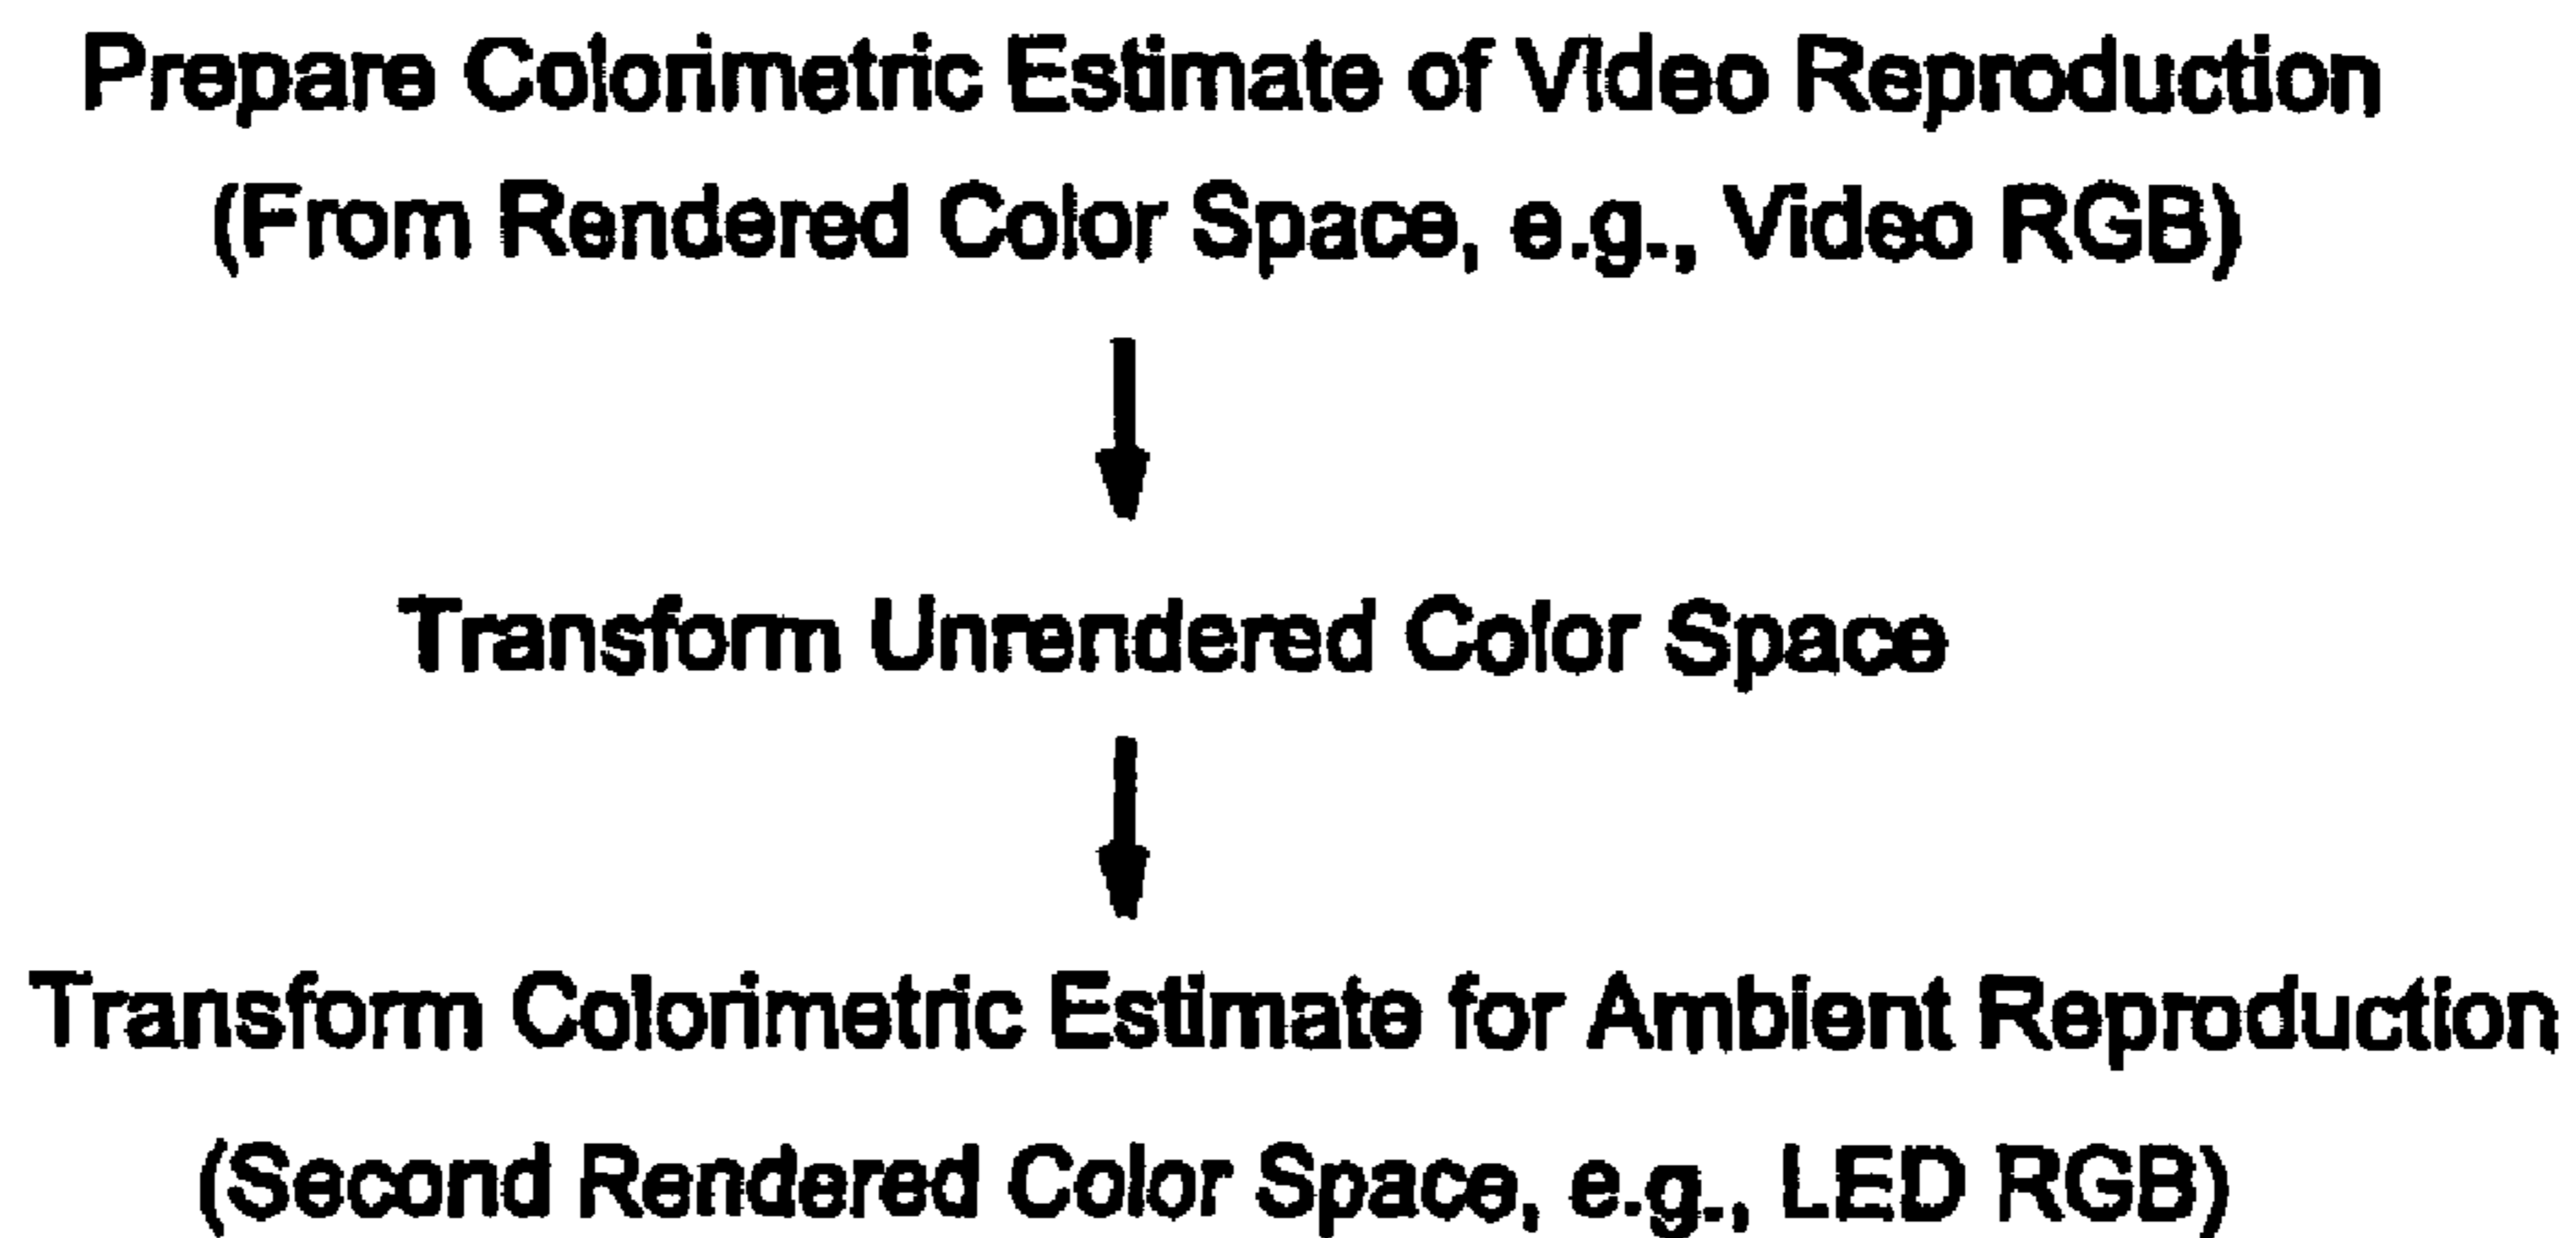 Prepare Colorimetric Estimate of Video Reproduction
(From Rendered Color Space, e.g., Video RGB)
Transform Unrendered Color Space
Transform Colorimetric Estimate for Ambient Reproduction
(Second Rendered Color Space, e.g., LED RGB)